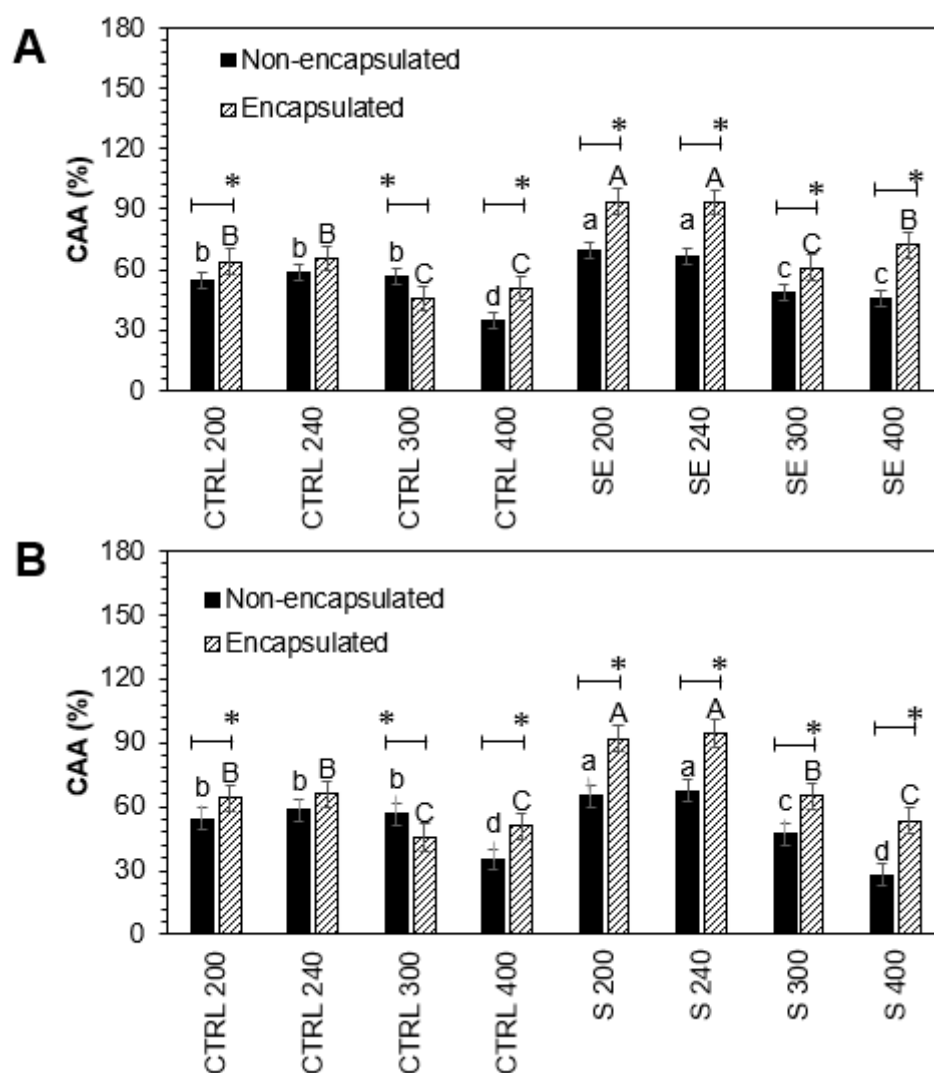 A
180
150
120
90
60
30
0
CAA (%)
Non-encapsulated
Encapsulated
* * * * * * *
b B b B b C d C a A a A c C c B
CTRL 200
CTRL 240
CTRL 300
CTRL 400
SE 200
SE 240
SE 300
SE 400
B
180
150
120
90
60
30
0
CAA (%)
Non-encapsulated
Encapsulated
* * * * * * *
b B b B b C d C a A a A c B d C
CTRL 200
CTRL 240
CTRL 300
CTRL 400
S 200
S 240
S 300
S 400